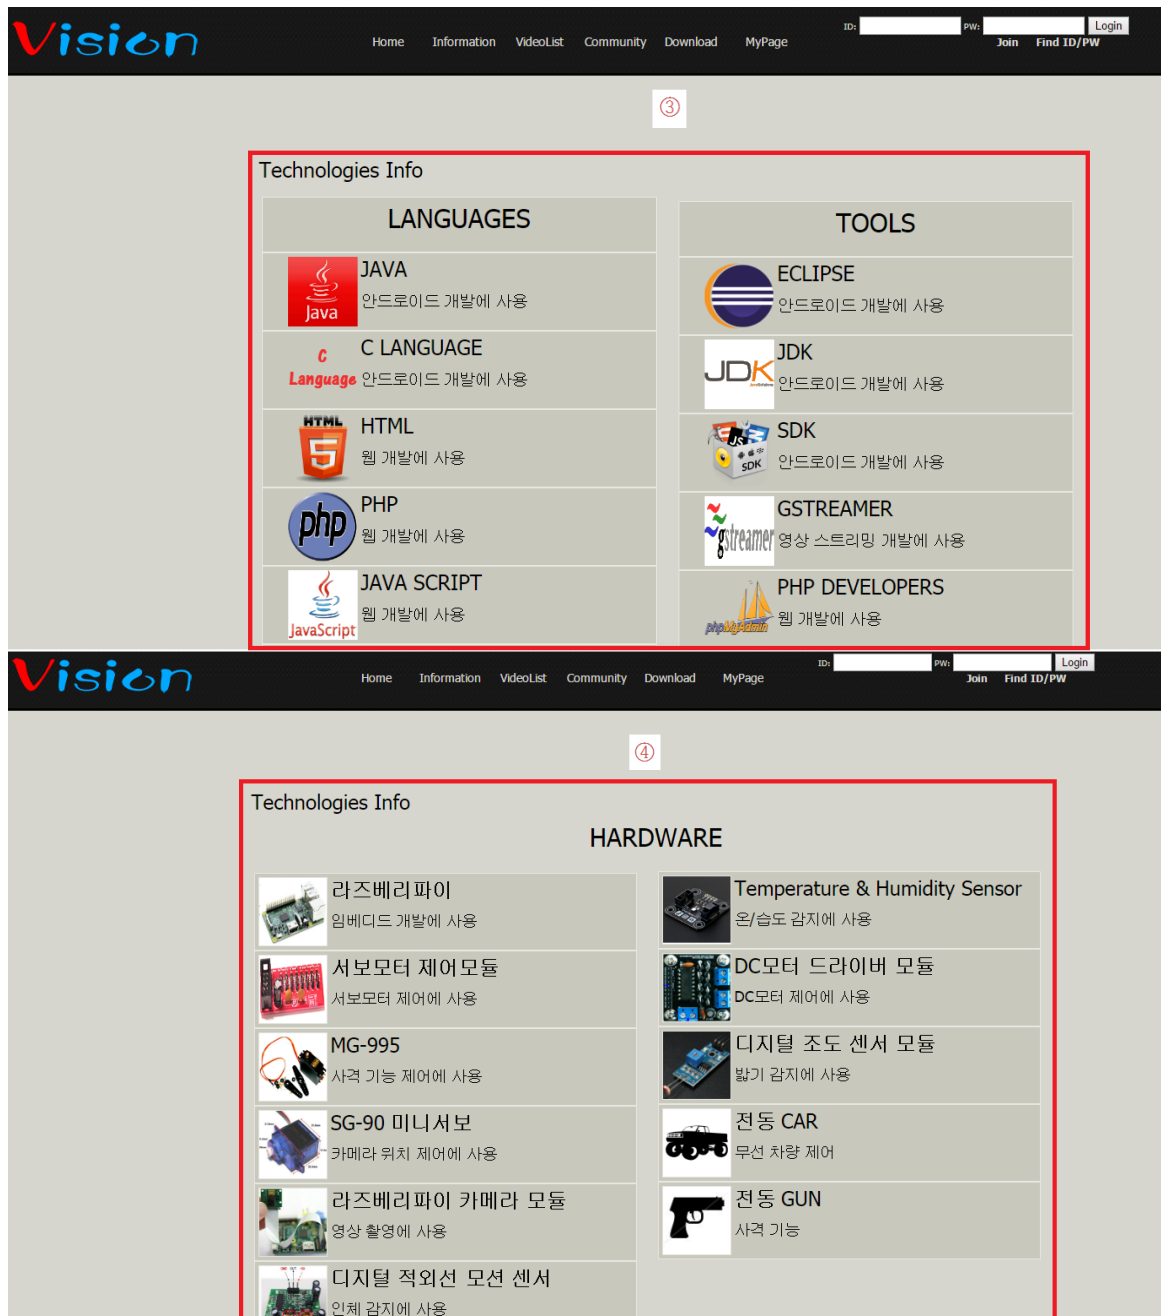 Vision
Home Information VideoList Community Download MyPage
ID: PW: Login
Join Find ID/PW
③
Technologies Info
LANGUAGES
JAVA
안드로이드 개발에 사용
Java
C LANGUAGE
안드로이드 개발에 사용
C
Language
HTML
웹 개발에 사용
HTML
5
PHP
웹 개발에 사용
php
JAVA SCRIPT
웹 개발에 사용
JavaScript
TOOLS
ECLIPSE
안드로이드 개발에 사용
JDK
안드로이드 개발에 사용
JDK
SDK
안드로이드 개발에 사용
JS
SDK
GSTREAMER
영상 스트리밍 개발에 사용
gstreamer
PHP DEVELOPERS
웹 개발에 사용
phpMyAdmin
Vision
Home Information VideoList Community Download MyPage
ID: PW: Login
Join Find ID/PW
④
Technologies Info
HARDWARE
라즈베리파이
임베디드 개발에 사용
서보모터 제어모듈
서보모터 제어에 사용
MG-995
사격 기능 제어에 사용
SG-90 미니서보
카메라 위치 제어에 사용
라즈베리파이 카메라 모듈
영상 촬영에 사용
디지털 적외선 모션 센서
인체 감지에 사용
Temperature & Humidity Sensor
온/습도 감지에 사용
DC모터 드라이버 모듈
DC모터 제어에 사용
디지털 조도 센서 모듈
밝기 감지에 사용
전동 CAR
무선 차량 제어
전동 GUN
사격 기능